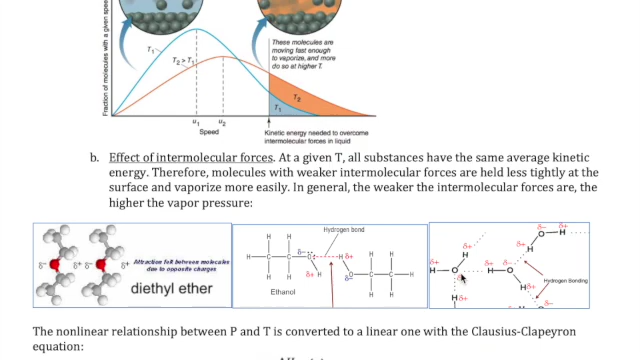 Fraction of molecules with a given speed
These molecules are
moving fast enough
to vaporize, and more
do so at higher T.
T1
T2 > T1
T2
T1
u1
u2
Speed
Kinetic energy needed to overcome
intermolecular forces in liquid
b. Effect of intermolecular forces. At a given T, all substances have the same average kinetic
energy. Therefore, molecules with weaker intermolecular forces are held less tightly at the
surface and vaporize more easily. In general, the weaker the intermolecular forces are, the
higher the vapor pressure:
δ− δ+ δ− δ+
Attraction felt between molecules
due to opposite charges
diethyl ether
Hydrogen bond
H H
H C C O H δ+ H H
δ−
δ+ H
O C C H
δ−
H H
H H
Ethanol
δ+
O H
δ+
H
δ+
H
δ+
H O
δ+ δ−
H O
Hδ+
Hδ+
δ−
Hydrogen Bonding
The nonlinear relationship between P and T is converted to a linear one with the Clausius-Clapeyron
equation: